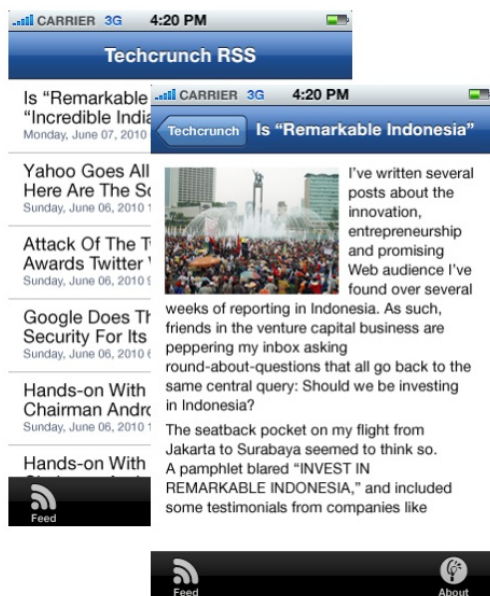 CARRIER 3G 4:20 PM
Techcrunch RSS
Is “Remarkable
“Incredible India
Monday, June 07, 2010
Yahoo Goes All
Here Are The
Sunday, June 06, 2010
Attack Of The
Awards Twitter
Sunday, June 06, 2010
Google Does
Security For Its
Sunday, June 06, 2010
Hands-on With
Chairman
Sunday, June 06, 2010
Hands-on With
Feed
CARRIER 3G 4:20 PM
Techcrunch Is “Remarkable Indonesia”
I’ve written several
posts about the
innovation,
entrepreneurship
and promising
Web audience I’ve
found over several
weeks of reporting in Indonesia. As such,
friends in the venture capital business are
peppering my inbox asking
round-about-questions that all go back to the
same central query: Should we be investing
in Indonesia?
The seatback pocket on my flight from
Jakarta to Surabaya seemed to think so.
A pamphlet blared “INVEST IN
REMARKABLE INDONESIA,” and included
some testimonials from companies like
Feed About